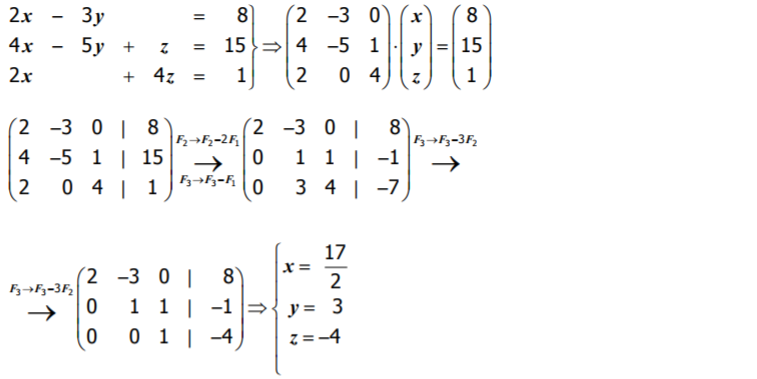 2x − 3y = 8
4x − 5y + z = 15
2x + 4z = 1
} ⇒ (2 −3 0; 4 −5 1; 2 0 4) · (x; y; z) = (8; 15; 1)
(2 −3 0 | 8; 4 −5 1 | 15; 2 0 4 | 1) F₂→F₂−2F₁ → F₃→F₃−F₁ (2 −3 0 | 8; 0 1 1 | −1; 0 3 4 | −7) F₃→F₃−3F₂ →
F₃→F₃−3F₂ → (2 −3 0 | 8; 0 1 1 | −1; 0 0 1 | −4) ⇒ { x = 17/2; y = 3; z = −4